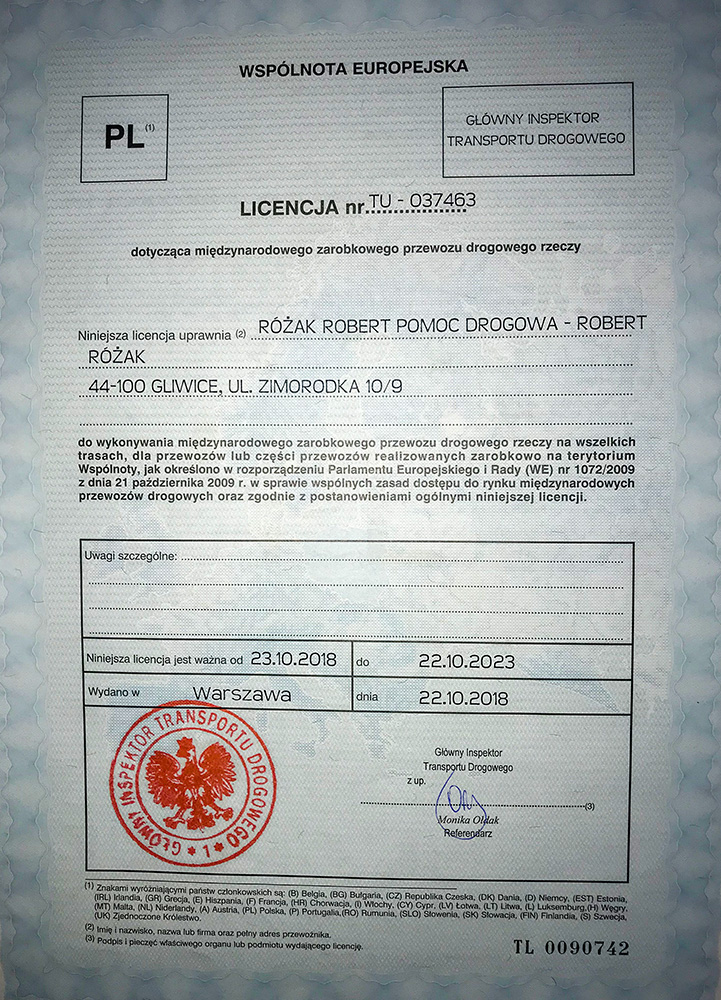 WSPÓLNOTA EUROPEJSKA
PL (1)
GŁÓWNY INSPEKTOR
TRANSPORTU DROGOWEGO
LICENCJA nr TU - 037463
dotycząca międzynarodowego zarobkowego przewozu drogowego rzeczy
Niniejsza licencja uprawnia (2) RÓŻAK ROBERT POMOC DROGOWA - ROBERT
RÓŻAK
44-100 GLIWICE, UL. ZIMORODKA 10/9
do wykonywania międzynarodowego zarobkowego przewozu drogowego rzeczy na wszelkich
trasach, dla przewozów lub części przewozów realizowanych zarobkowo na terytorium
Wspólnoty, jak określono w rozporządzeniu Parlamentu Europejskiego i Rady (WE) nr 1072/2009
z dnia 21 października 2009 r. w sprawie wspólnych zasad dostępu do rynku międzynarodowych
przewozów drogowych oraz zgodnie z postanowieniami ogólnymi niniejszej licencji.
Uwagi szczególne:
Niniejsza licencja jest ważna od 23.10.2018 do 22.10.2023
Wydano w Warszawa dnia 22.10.2018
GŁÓWNY INSPEKTOR TRANSPORTU DROGOWEGO * 1 *
Główny Inspektor
Transportu Drogowego
z up.
(3)
Monika Ołdak
Referendarz
(1) Znakami wyróżniającymi państw członkowskich są: (B) Belgia, (BG) Bułgaria, (CZ) Republika Czeska, (DK) Dania, (D) Niemcy, (EST) Estonia,
(IRL) Irlandia, (GR) Grecja, (E) Hiszpania, (F) Francja, (HR) Chorwacja, (I) Włochy, (CY) Cypr, (LV) Łotwa, (LT) Litwa, (L) Luksemburg,(H) Węgry,
(MT) Malta, (NL) Niderlandy, (A) Austria, (PL) Polska, (P) Portugalia,(RO) Rumunia, (SLO) Słowenia, (SK) Słowacja, (FIN) Finlandia, (S) Szwecja,
(UK) Zjednoczone Królestwo.
(2) Imię i nazwisko, nazwa lub firma oraz pełny adres przewoźnika.
(3) Podpis i pieczęć właściwego organu lub podmiotu wydającego licencję.
TL 0090742